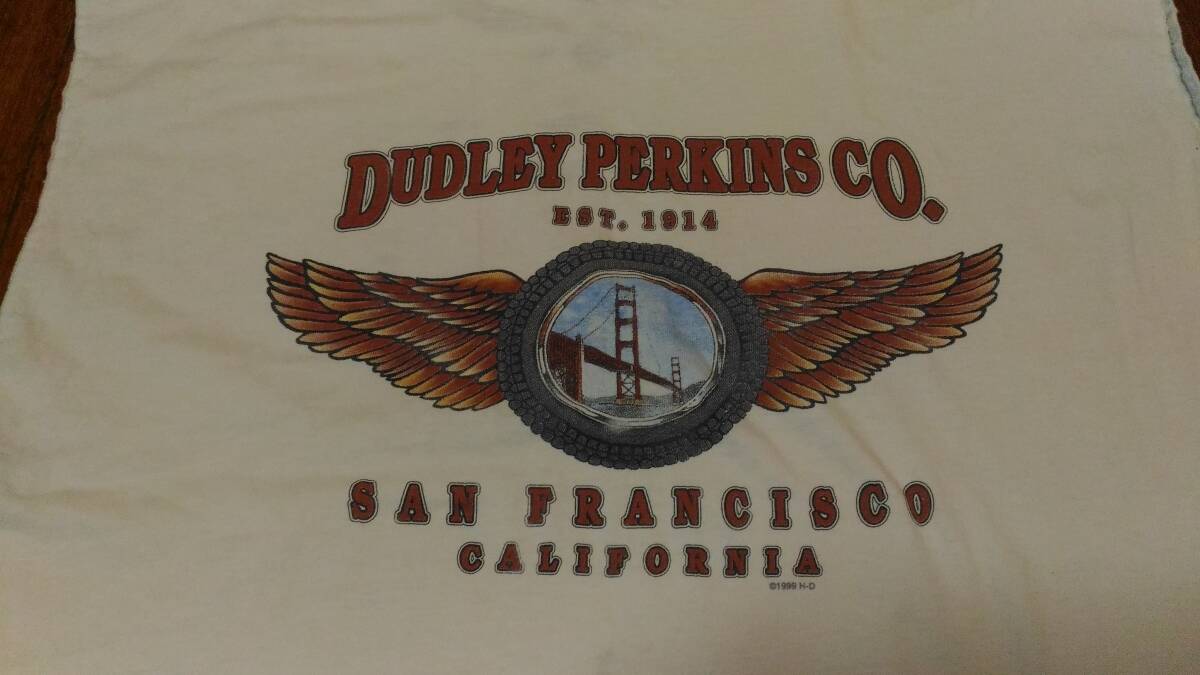 DUDLEY PERKINS CO.
EST. 1914
SAN FRANCISCO
CALIFORNIA
©1999 H-D